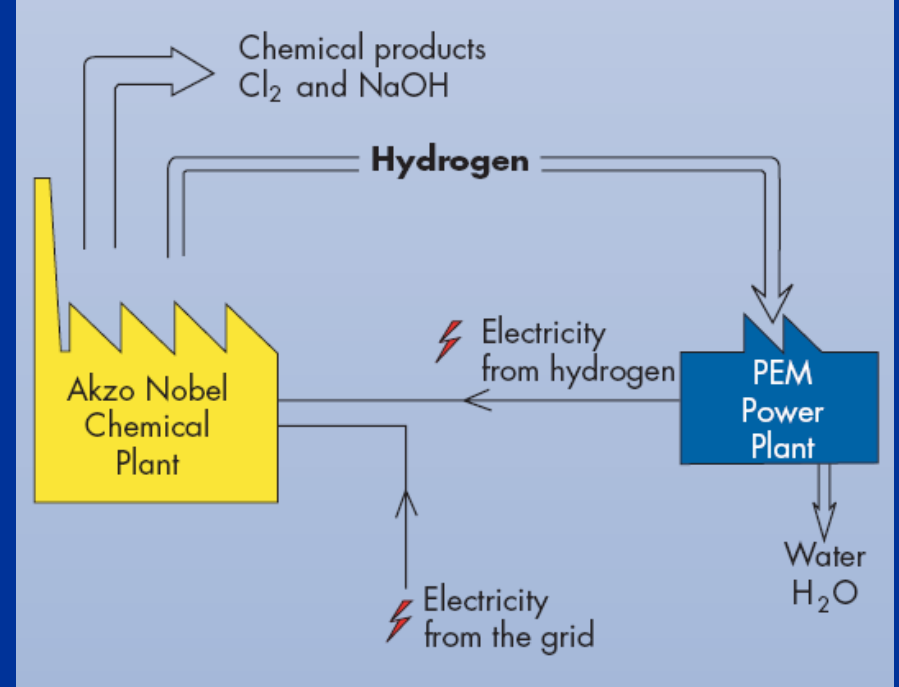 Chemical products
Cl₂ and NaOH
Hydrogen
Electricity
from hydrogen
PEM
Power
Plant
Akzo Nobel
Chemical
Plant
Water
H₂O
Electricity
from the grid